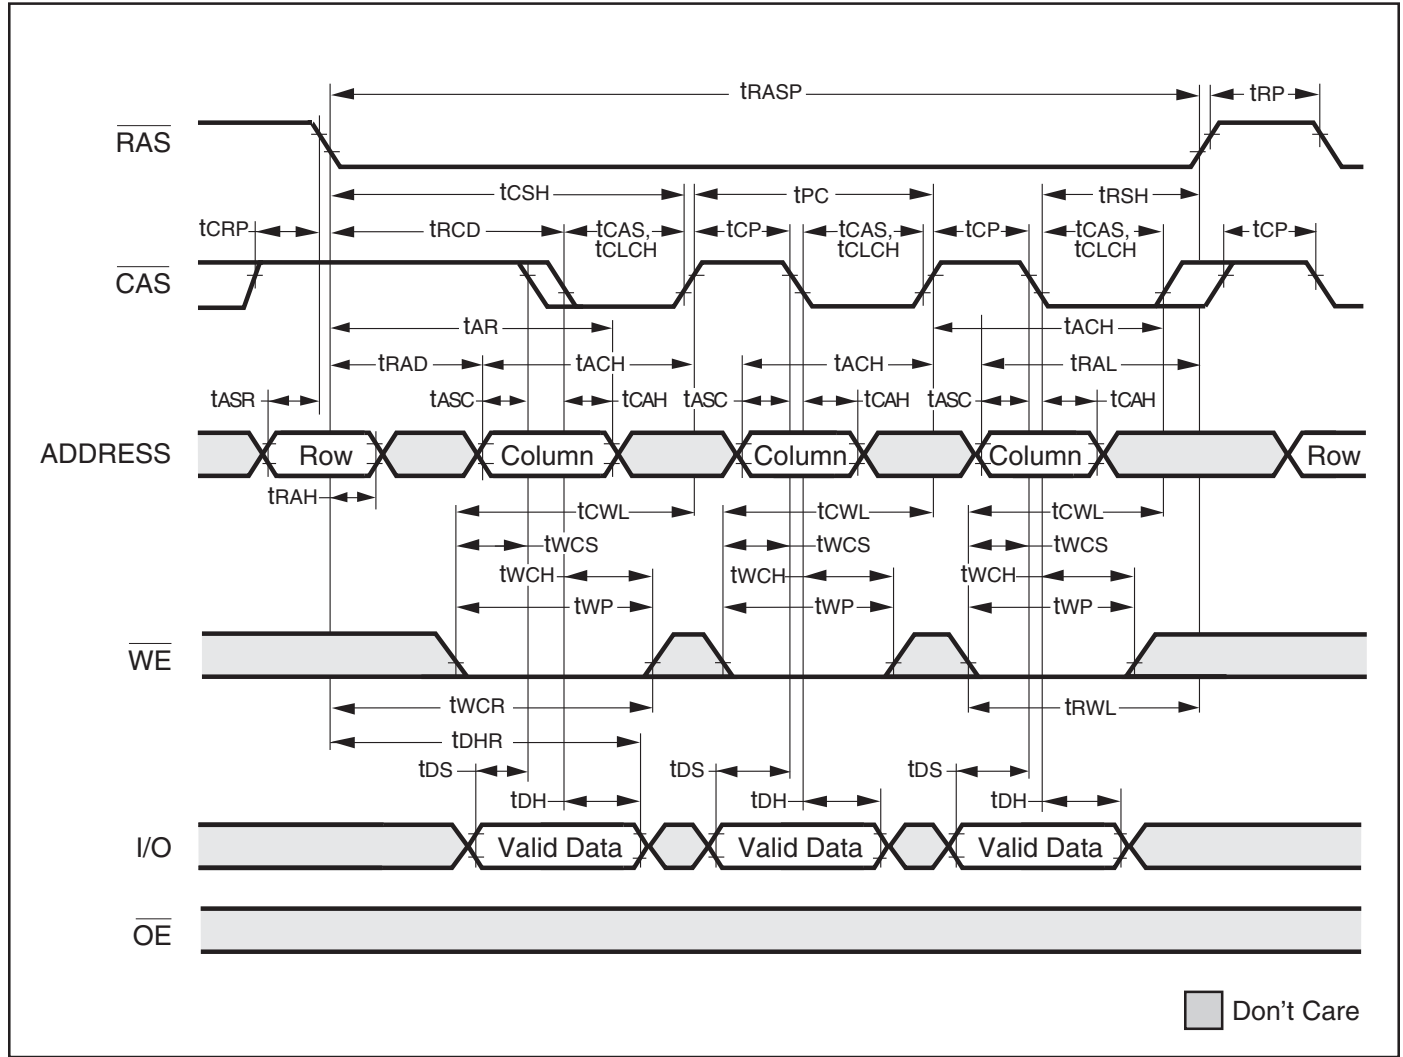 tRASP tRP
RAS
tCSH tPC tRSH
tCRP tRCD tCAS, tCLCH tCP tCAS, tCLCH tCP tCAS, tCLCH tCP
CAS
tAR tACH
tRAD tACH tACH tRAL
tASR tASC tCAH tASC tCAH tASC tCAH
ADDRESS Row Column Column Column Row
tRAH
tCWL tCWL tCWL
tWCS tWCS tWCS
tWCH tWCH tWCH
tWP tWP tWP
WE
tWCR tRWL
tDHR
tDS tDS tDS
tDH tDH tDH
I/O Valid Data Valid Data Valid Data
OE
Don't Care